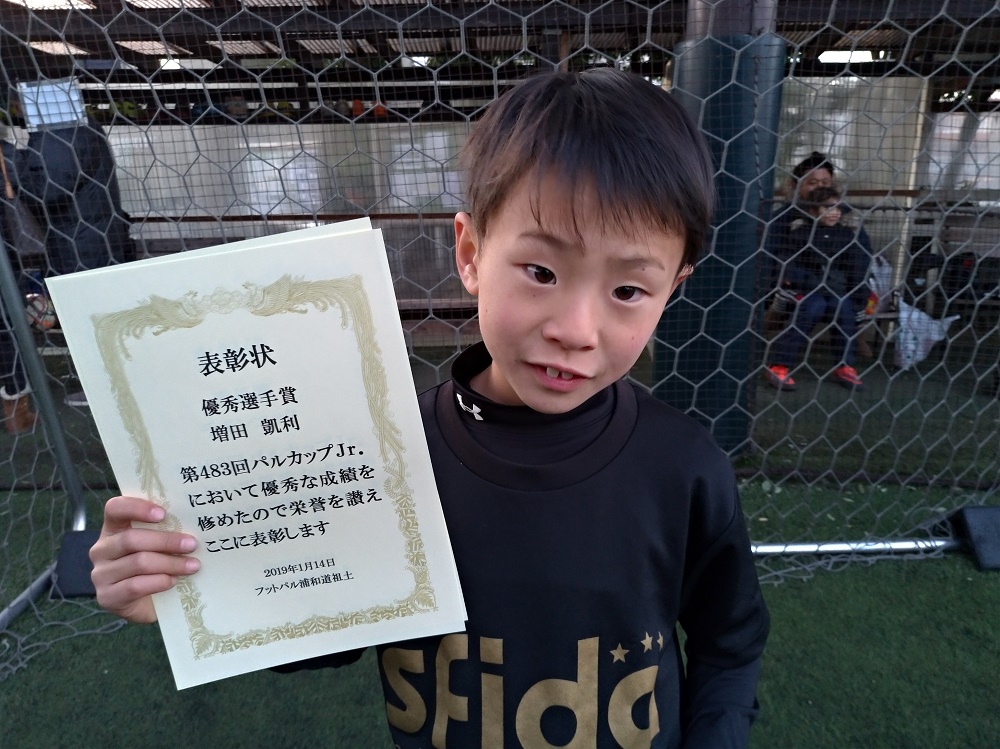 表彰状
優秀選手賞
増田 凱利
第483回パルカップJr.
において優秀な成績を
修めたので栄誉を讃え
ここに表彰します
2019年1月14日
フットパル浦和道祖土
sfida